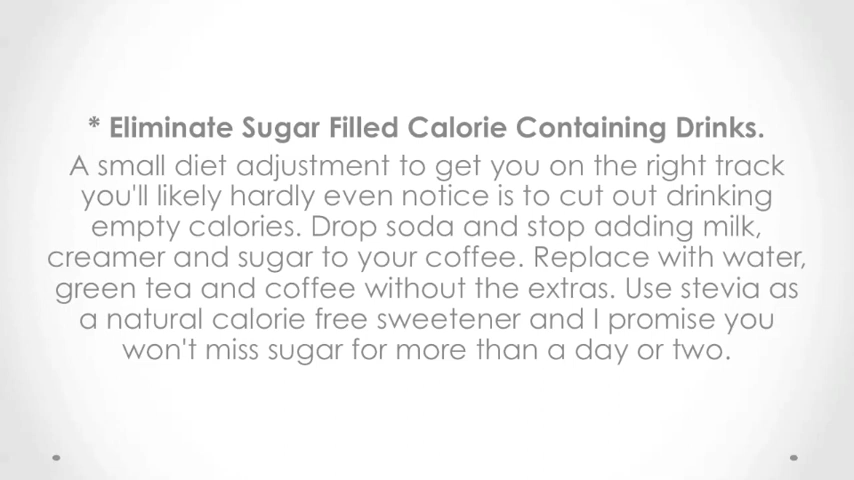 * Eliminate Sugar Filled Calorie Containing Drinks.
A small diet adjustment to get you on the right track
you'll likely hardly even notice is to cut out drinking
empty calories. Drop soda and stop adding milk,
creamer and sugar to your coffee. Replace with water,
green tea and coffee without the extras. Use stevia as
a natural calorie free sweetener and I promise you
won't miss sugar for more than a day or two.